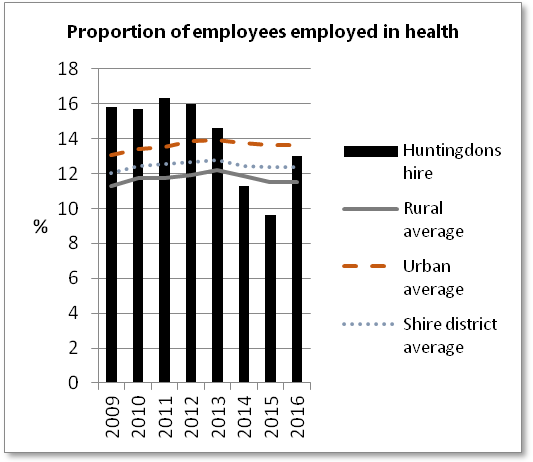 Proportion of employees employed in health
18
16
14
12
10
8
6
4
2
0
%
2009
2010
2011
2012
2013
2014
2015
2016
Huntingdons
hire
Rural
average
Urban
average
Shire district
average